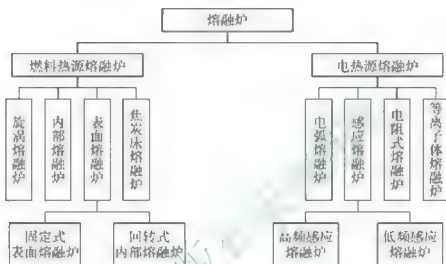 熔融炉
燃料热源熔融炉
电热源熔融炉
旋涡熔融炉
内部熔融炉
表面熔融炉
焦炭床熔融炉
电弧熔融炉
感应熔融炉
电阻式熔融炉
等离子体熔融炉
固定式
表面熔融炉
回转式
内部熔融炉
高频感应
熔融炉
低频感应
熔融炉